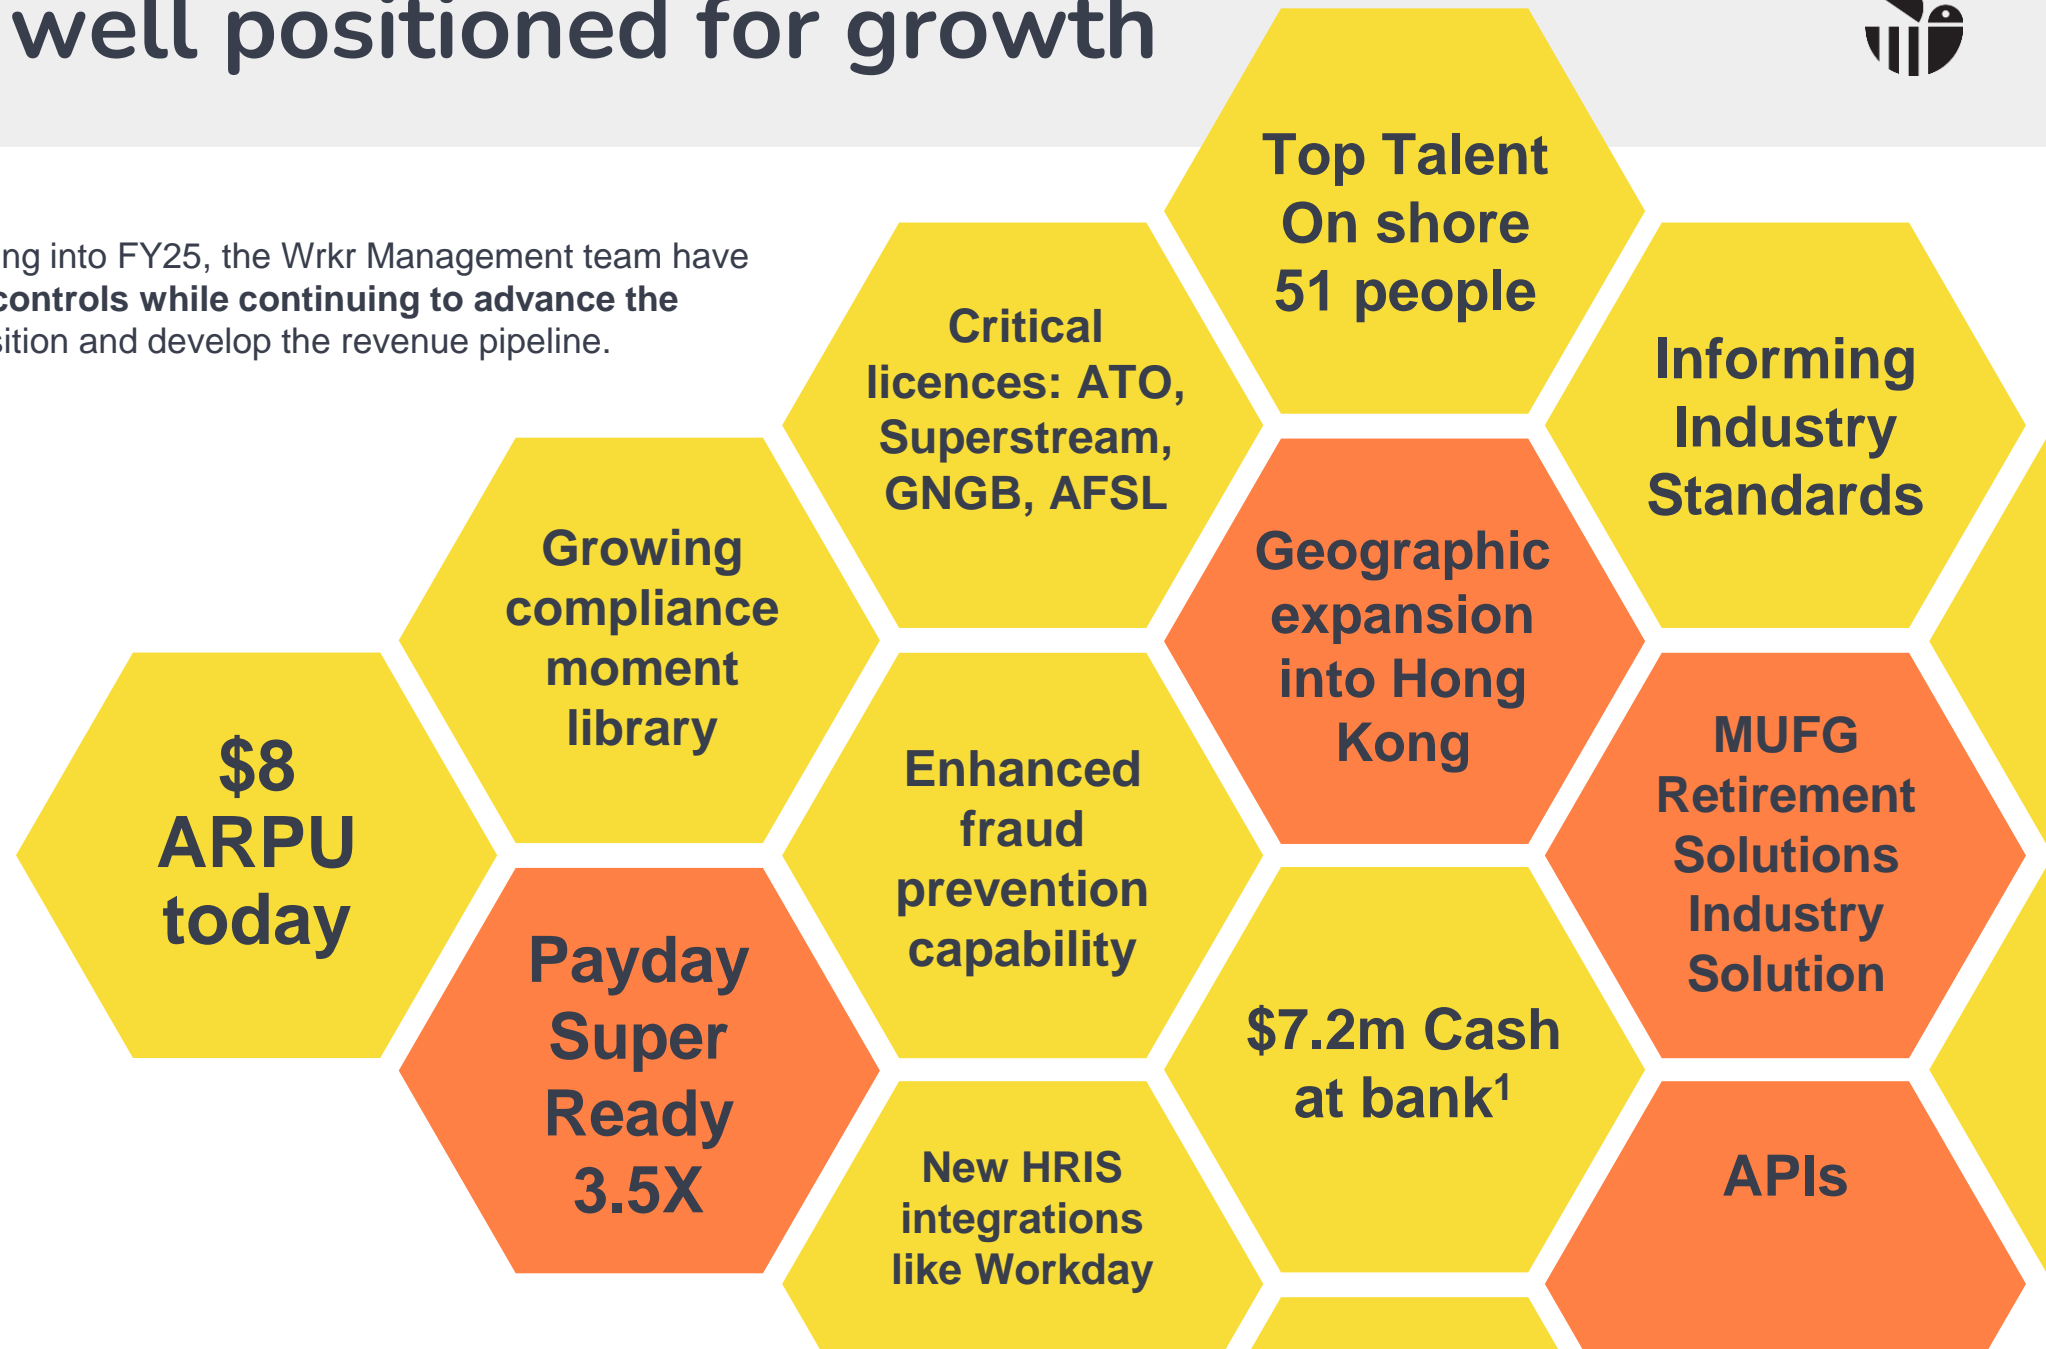 well positioned for growth
ng into FY25, the Wrkr Management team have
controls while continuing to advance the
sition and develop the revenue pipeline.
Top Talent
On shore
51 people
Critical
licences: ATO,
Superstream,
GNGB, AFSL
Informing
Industry
Standards
Growing
compliance
moment
library
Geographic
expansion
into Hong
Kong
$8
ARPU
today
Enhanced
fraud
prevention
capability
MUFG
Retirement
Solutions
Industry
Solution
Payday
Super
Ready
3.5X
$7.2m Cash
at bank¹
New HRIS
integrations
like Workday
APIs